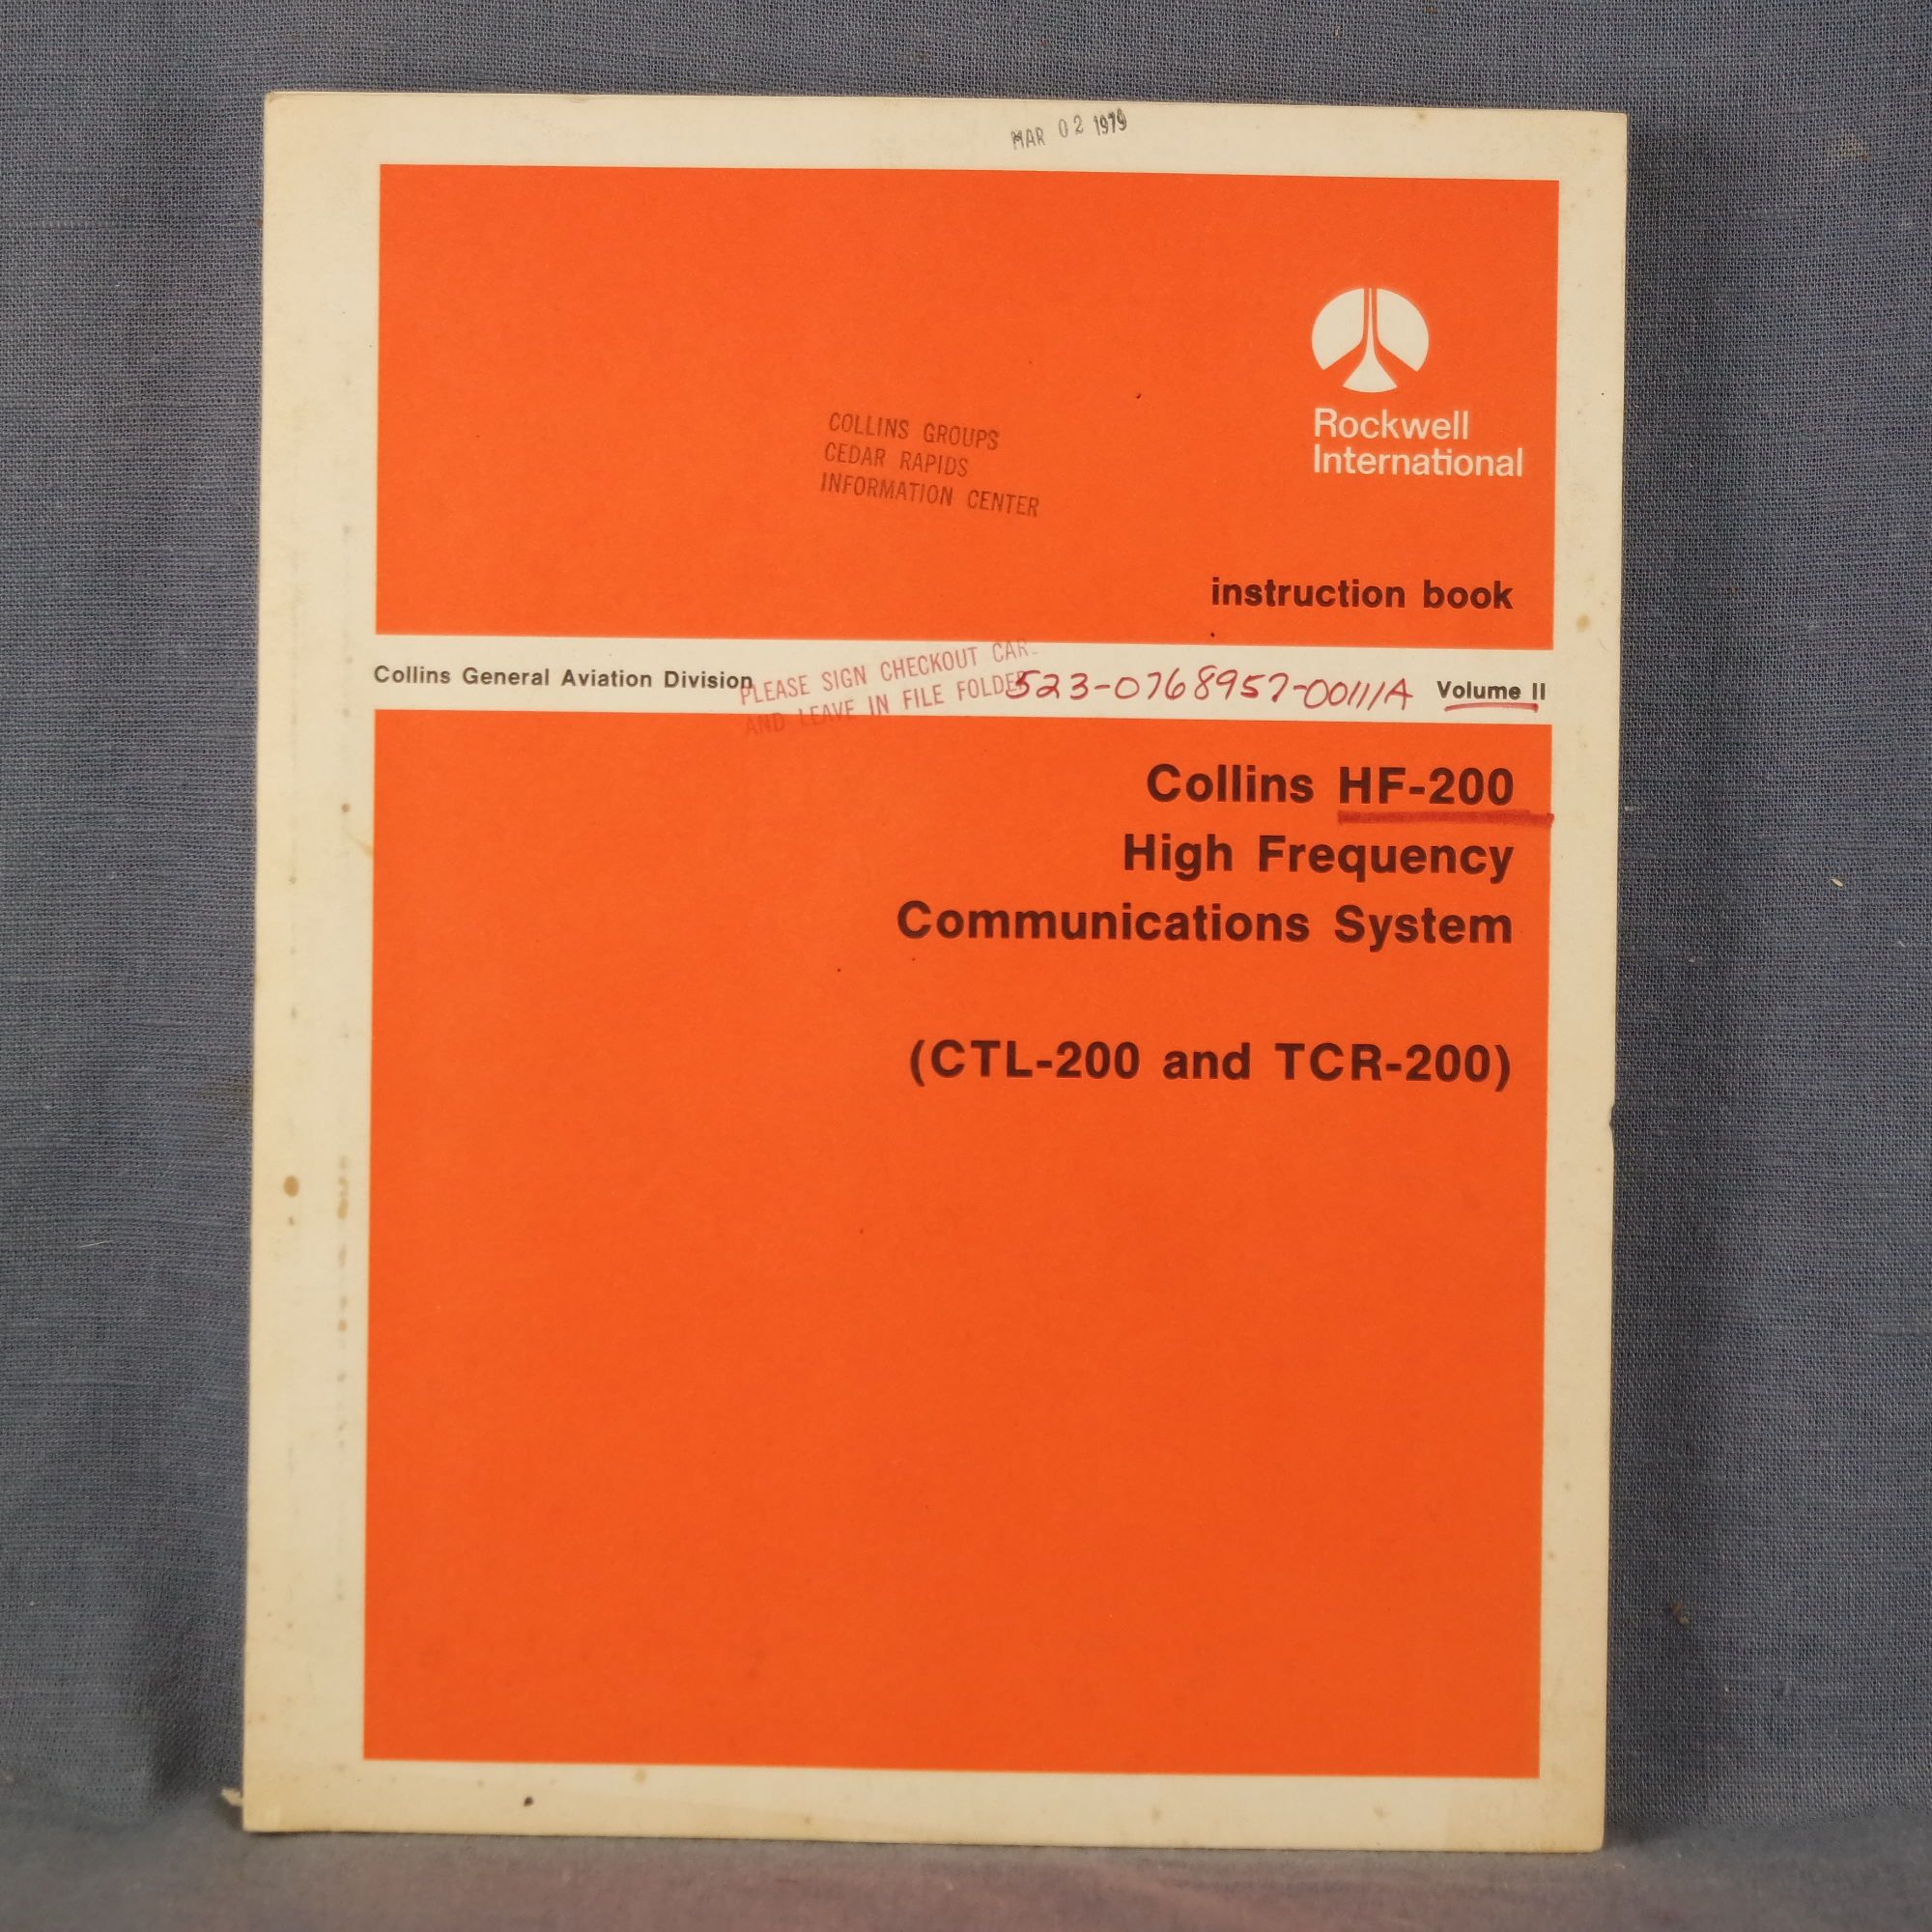 MAR 02 1979
Rockwell
International
COLLINS GROUPS
CEDAR RAPIDS
INFORMATION CENTER
instruction book
Collins General Aviation Division
PLEASE SIGN CHECKOUT CAR
AND LEAVE IN FILE FOLDER
523-0768957-00111A
Volume II
Collins HF-200
High Frequency
Communications System
(CTL-200 and TCR-200)